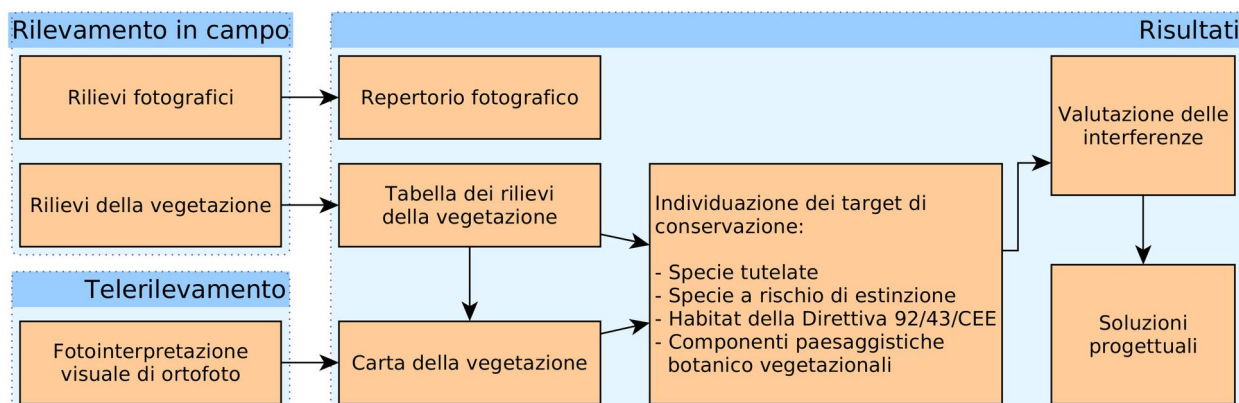 Rilevamento in campo
Rilievi fotografici
Rilievi della vegetazione
Telerilevamento
Fotointerpretazione
visuale di ortofoto
Risultati
Repertorio fotografico
Tabella dei rilievi
della vegetazione
Carta della vegetazione
Individuazione dei target di
conservazione:
- Specie tutelate
- Specie a rischio di estinzione
- Habitat della Direttiva 92/43/CEE
- Componenti paesaggistiche
botanico vegetazionali
Valutazione delle
interferenze
Soluzioni
progettuali